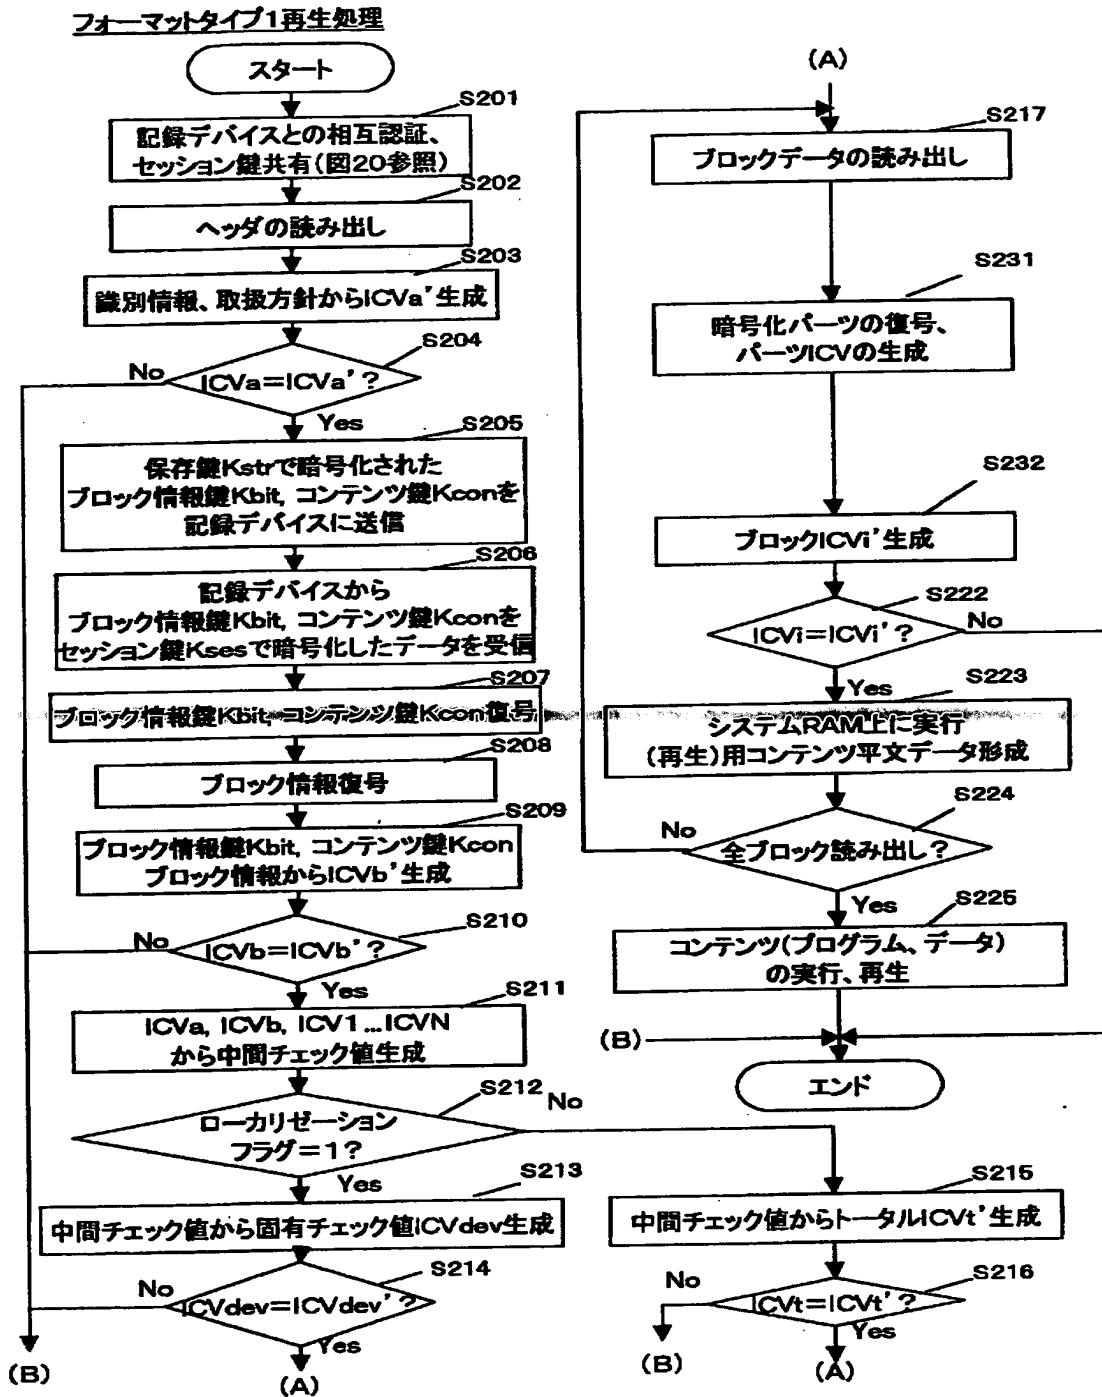 フォーマットタイプ1再生処理
スタート
S201
記録デバイスとの相互認証、
セッション鍵共有(図20参照)
S202
ヘッダの読み出し
S203
識別情報、取扱方針からICVa'生成
S204
No
ICVa=ICVa'?
Yes
S205
保存鍵Kstrで暗号化された
ブロック情報鍵Kbit, コンテンツ鍵Kconを
記録デバイスに送信
S206
記録デバイスから
ブロック情報鍵Kbit, コンテンツ鍵Kconを
セッション鍵Ksesで暗号化したデータを受信
S207
ブロック情報鍵Kbit, コンテンツ鍵Kcon復号
S208
ブロック情報復号
S209
ブロック情報鍵Kbit, コンテンツ鍵Kcon
ブロック情報からICVb'生成
S210
No
ICVb=ICVb'?
Yes
S211
ICVa, ICVb, ICV1...ICVN
から中間チェック値生成
S212
No
ローカリゼーション
フラグ=1?
Yes
S213
中間チェック値から固有チェック値ICVdev生成
S214
No
ICVdev=ICVdev'?
Yes
(B)
(A)
(A)
S217
ブロックデータの読み出し
S231
暗号化パーツの復号、
パーツICVの生成
S232
ブロックICVi'生成
S222
ICVi=ICVi'?
No
Yes
S223
システムRAM上に実行
(再生)用コンテンツ平文データ形成
S224
No
全ブロック読み出し?
Yes
S225
コンテンツ(プログラム、データ)
の実行、再生
(B)
エンド
S215
中間チェック値からトータルICVt'生成
S216
No
ICVt=ICVt'?
Yes
(B)
(A)